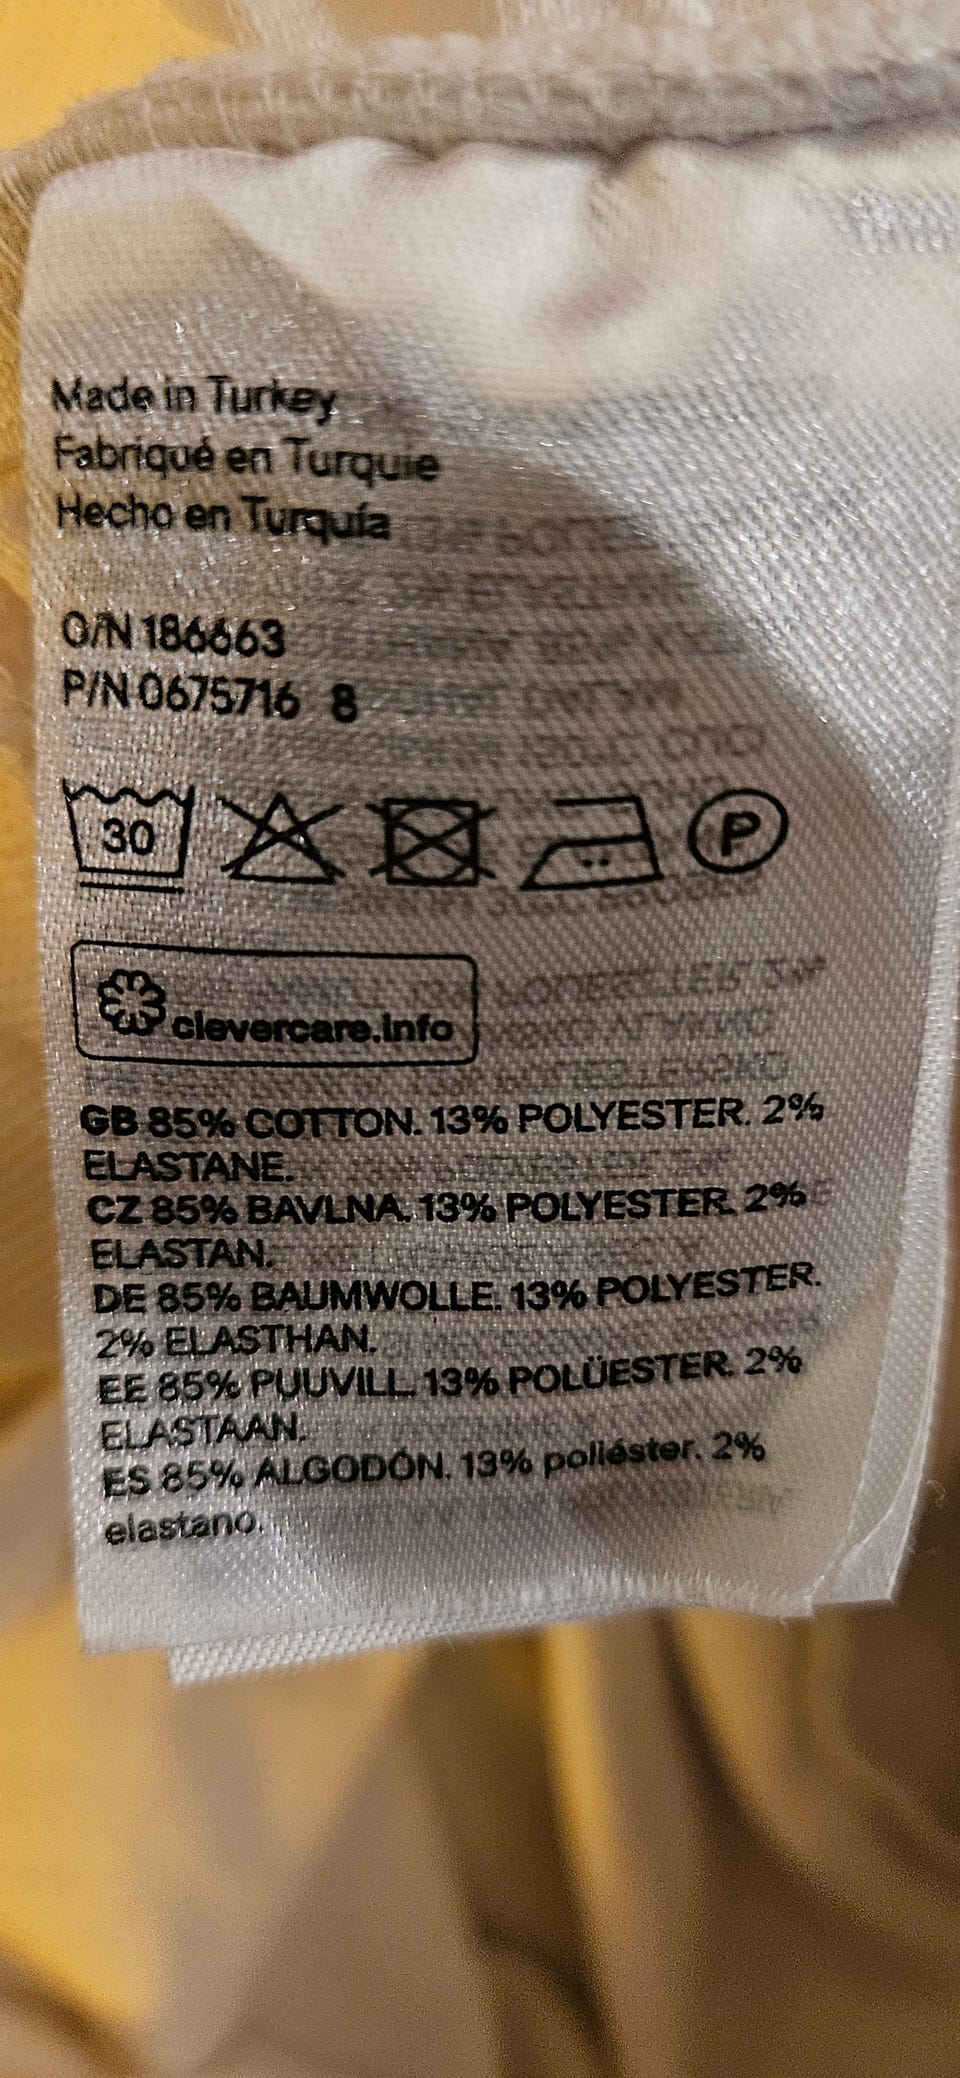 Made in Turkey
Fabriqué en Turquie
Hecho en Turquía
O/N 186663
P/N 0675716 8
30
P
clevercare.info
GB 85% COTTON. 13% POLYESTER. 2%
ELASTANE.
CZ 85% BAVLNA. 13% POLYESTER. 2%
ELASTAN.
DE 85% BAUMWOLLE. 13% POLYESTER.
2% ELASTHAN.
EE 85% PUUVILL. 13% POLÜESTER. 2%
ELASTAAN.
ES 85% ALGODÓN. 13% poliéster. 2%
elastano.